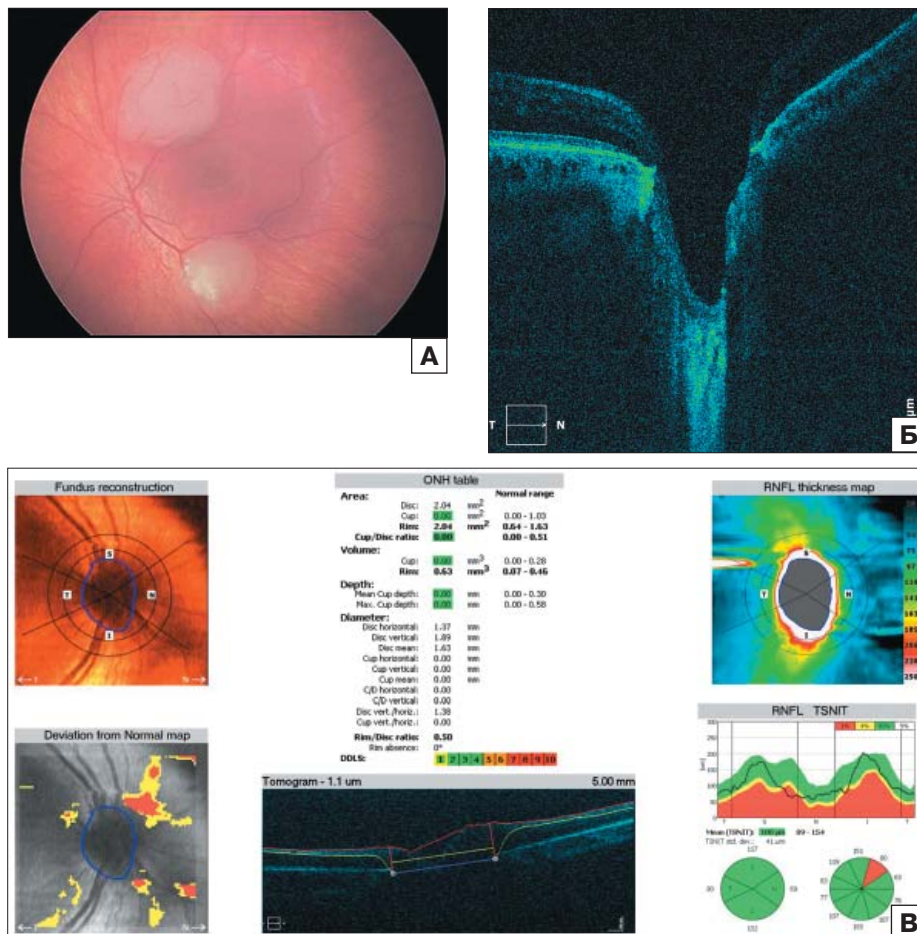 А
T N
µm
Б
Fundus reconstruction
S
T N
I
ONH table
Normal range
Area:
Disc: 2.04 mm2
Cup: 0.00 mm2 0.00 - 1.03
Rim: 2.04 mm2 0.64 - 1.63
Cup/Disc ratio: 0.00 0.00 - 0.51
Volume:
Cup: 0.00 mm3 0.00 - 0.28
Rim: 0.63 mm3 0.07 - 0.46
Depth:
Mean Cup depth: 0.00 mm 0.00 - 0.30
Max. Cup depth: 0.00 mm 0.00 - 0.58
Diameter:
Disc horizontal: 1.37 mm
Disc vertical: 1.89 mm
Disc mean: 1.63 mm
Cup horizontal: 0.00 mm
Cup vertical: 0.00 mm
Cup mean: 0.00 mm
C/D horizontal: 0.00
C/D vertical: 0.00
Disc vert./horiz.: 1.38
Cup vert./horiz.: 0.00
Rim/Disc ratio: 0.50
Rim absence: 0°
DDLS: 1 2 3 4 5 6 7 8 9 10
RNFL thickness map
T
Deviation from Normal map
Tomogram - 1.1 um 5.00 mm
RNFL TSNIT
T S N I T
Mean (TSNIT): 89 - 154
TSNIT std. dev.: 41 µm
В